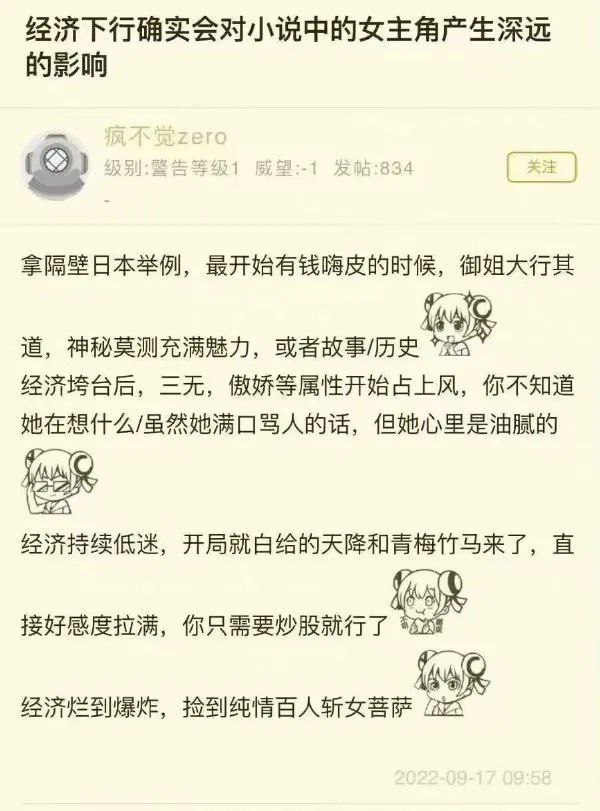 经济下行确实会对小说中的女主角产生深远
的影响
疯不觉zero
级别:警告等级1 威望:-1 发帖:834
关注
-
拿隔壁日本举例，最开始有钱嗨皮的时候，御姐大行其
道，神秘莫测充满魅力，或者故事/历史
经济垮台后，三无，傲娇等属性开始占上风，你不知道
她在想什么/虽然她满口骂人的话，但她心里是油腻的
经济持续低迷，开局就白给的天降和青梅竹马来了，直
接好感度拉满，你只需要炒股就行了
经济烂到爆炸，捡到纯情百人斩女菩萨
2022-09-17 09:58